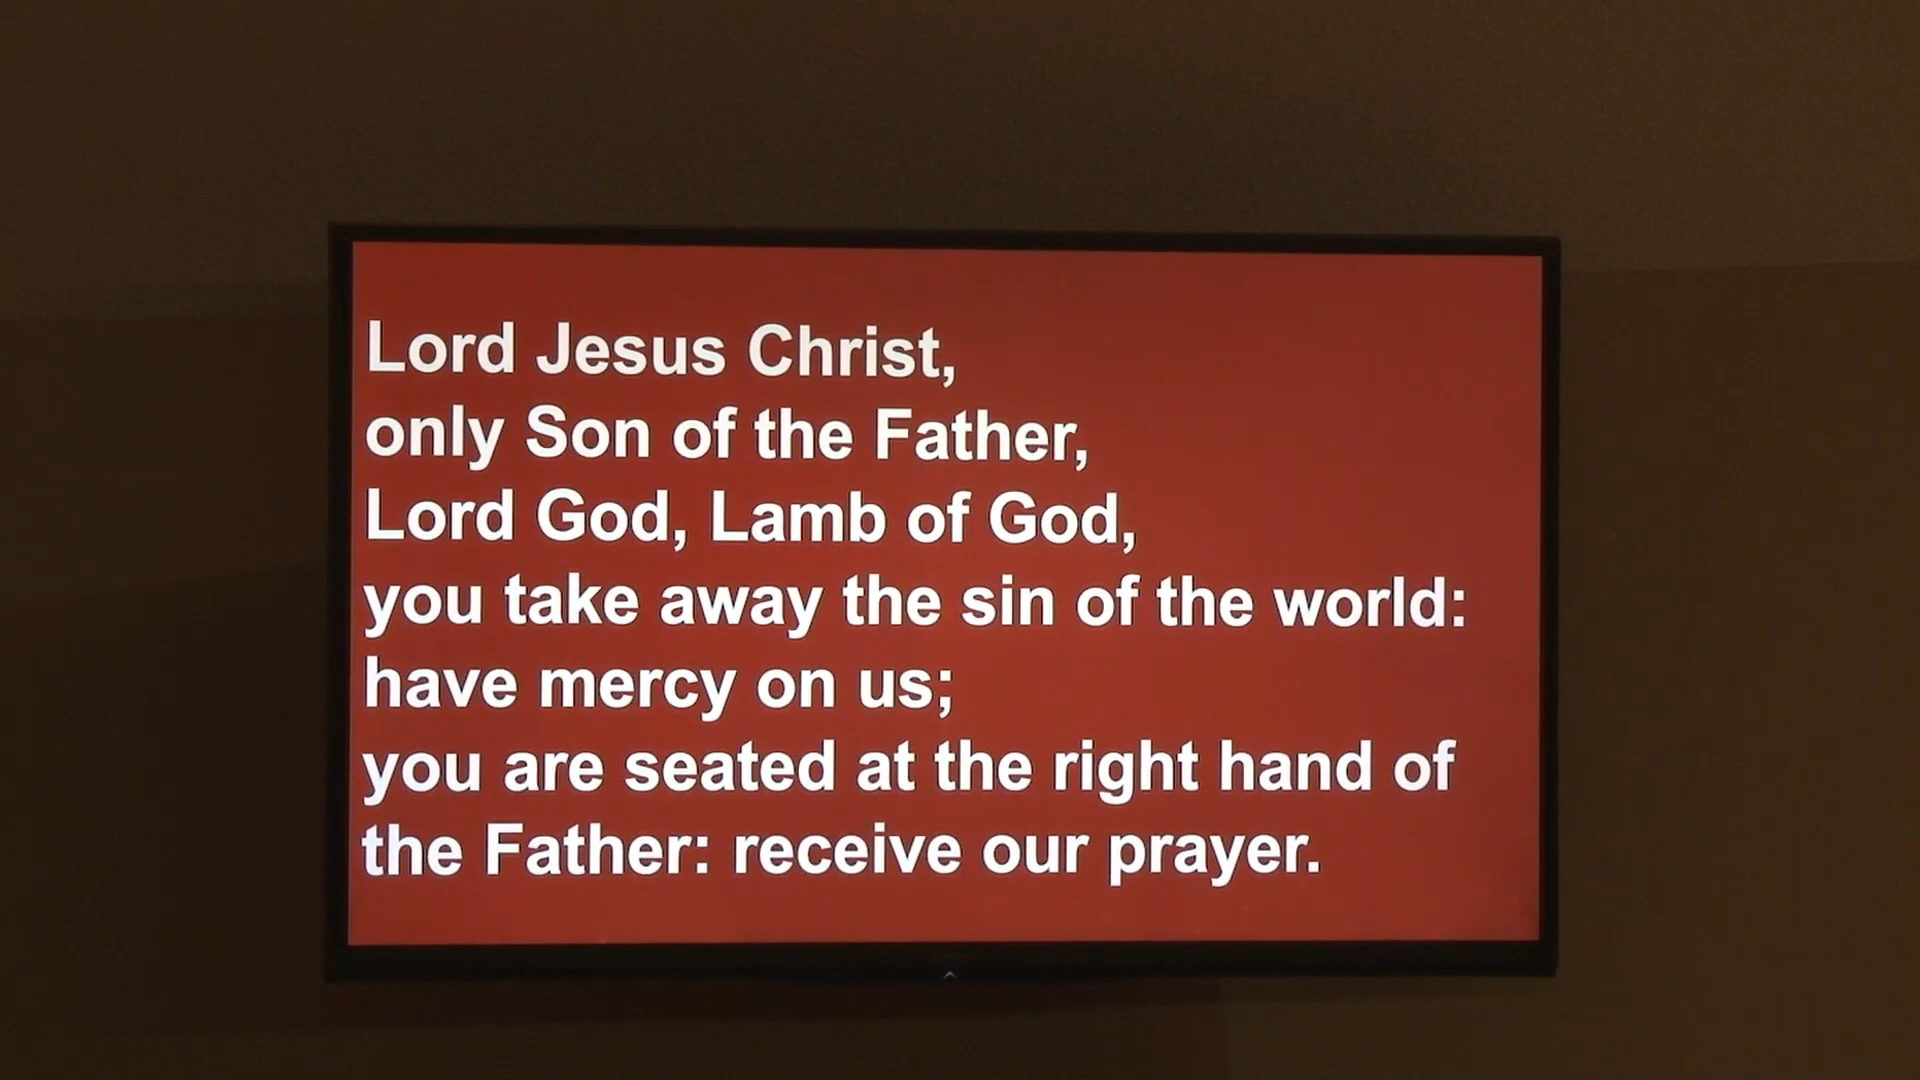 Lord Jesus Christ,
only Son of the Father,
Lord God, Lamb of God,
you take away the sin of the world:
have mercy on us;
you are seated at the right hand of
the Father: receive our prayer.